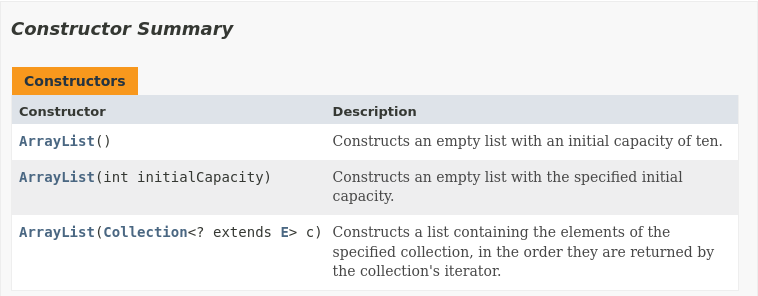 Constructor Summary
Constructors
Constructor Description
ArrayList() Constructs an empty list with an initial capacity of ten.
ArrayList(int initialCapacity) Constructs an empty list with the specified initial
capacity.
ArrayList(Collection<? extends E> c) Constructs a list containing the elements of the
specified collection, in the order they are returned by
the collection's iterator.